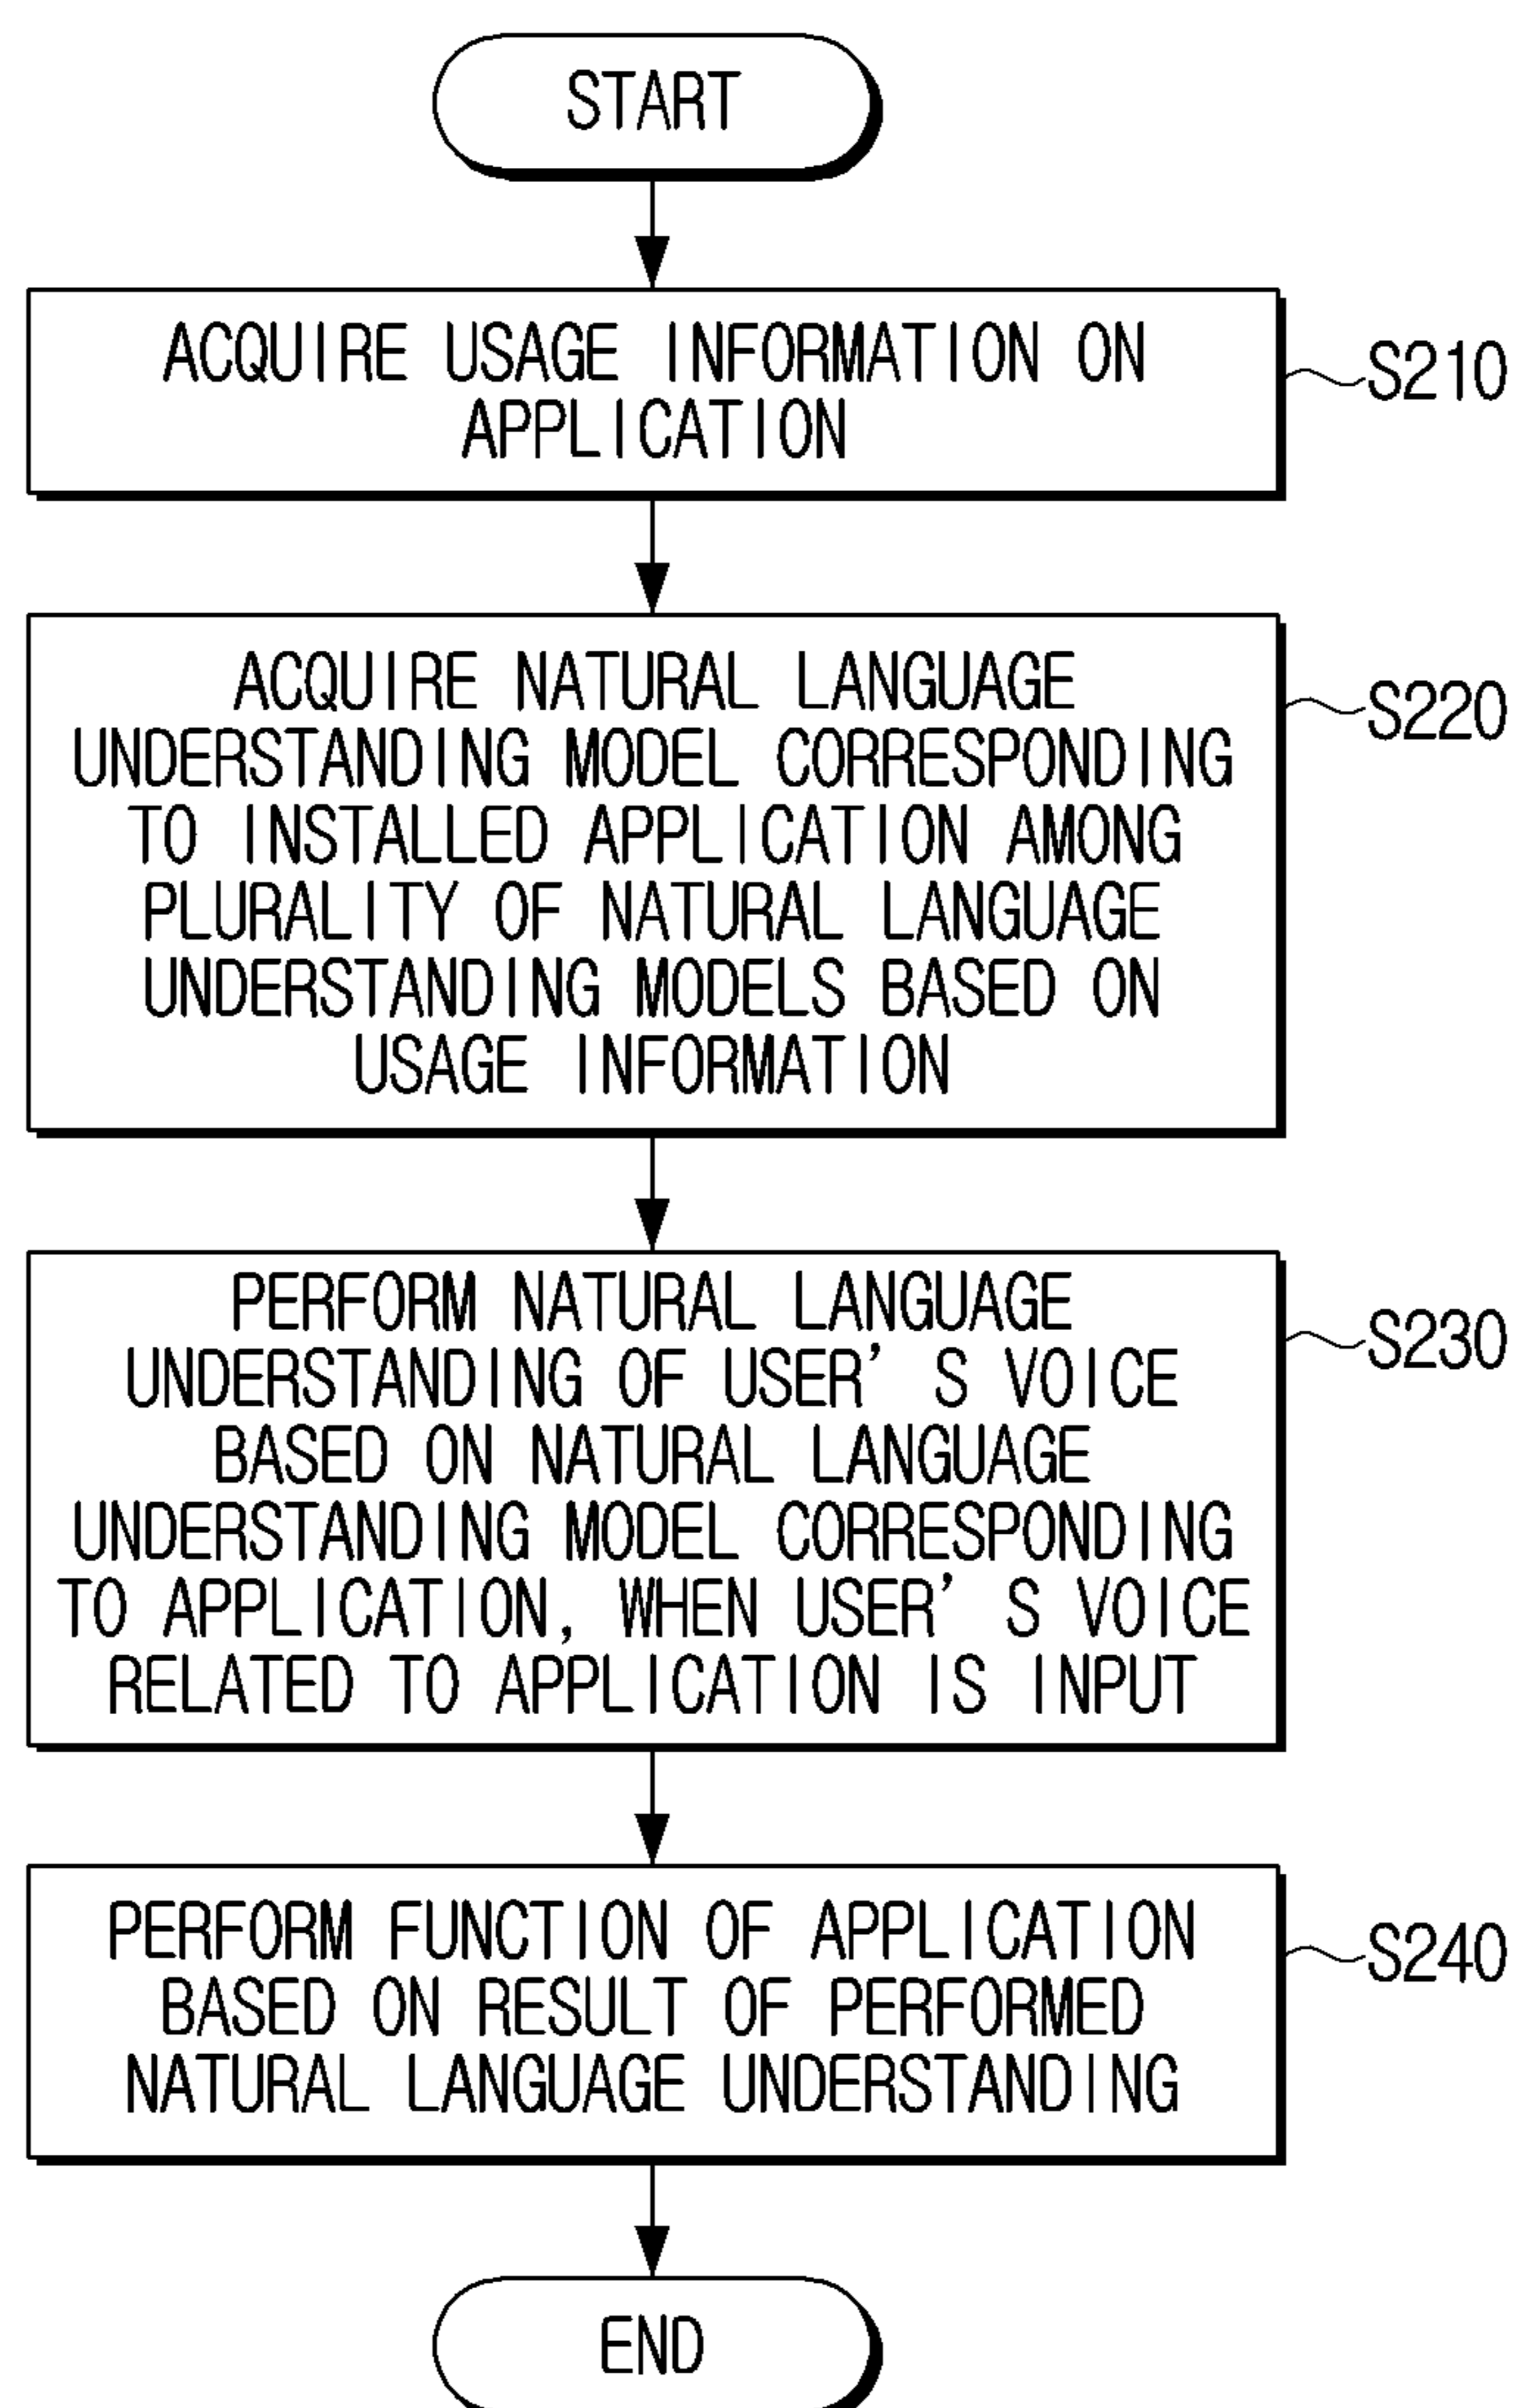 START
ACQUIRE USAGE INFORMATION ON
APPLICATION
S210
ACQUIRE NATURAL LANGUAGE
UNDERSTANDING MODEL CORRESPONDING
TO INSTALLED APPLICATION AMONG
PLURALITY OF NATURAL LANGUAGE
UNDERSTANDING MODELS BASED ON
USAGE INFORMATION
S220
PERFORM NATURAL LANGUAGE
UNDERSTANDING OF USER'S VOICE
BASED ON NATURAL LANGUAGE
UNDERSTANDING MODEL CORRESPONDING
TO APPLICATION, WHEN USER'S VOICE
RELATED TO APPLICATION IS INPUT
S230
PERFORM FUNCTION OF APPLICATION
BASED ON RESULT OF PERFORMED
NATURAL LANGUAGE UNDERSTANDING
S240
END